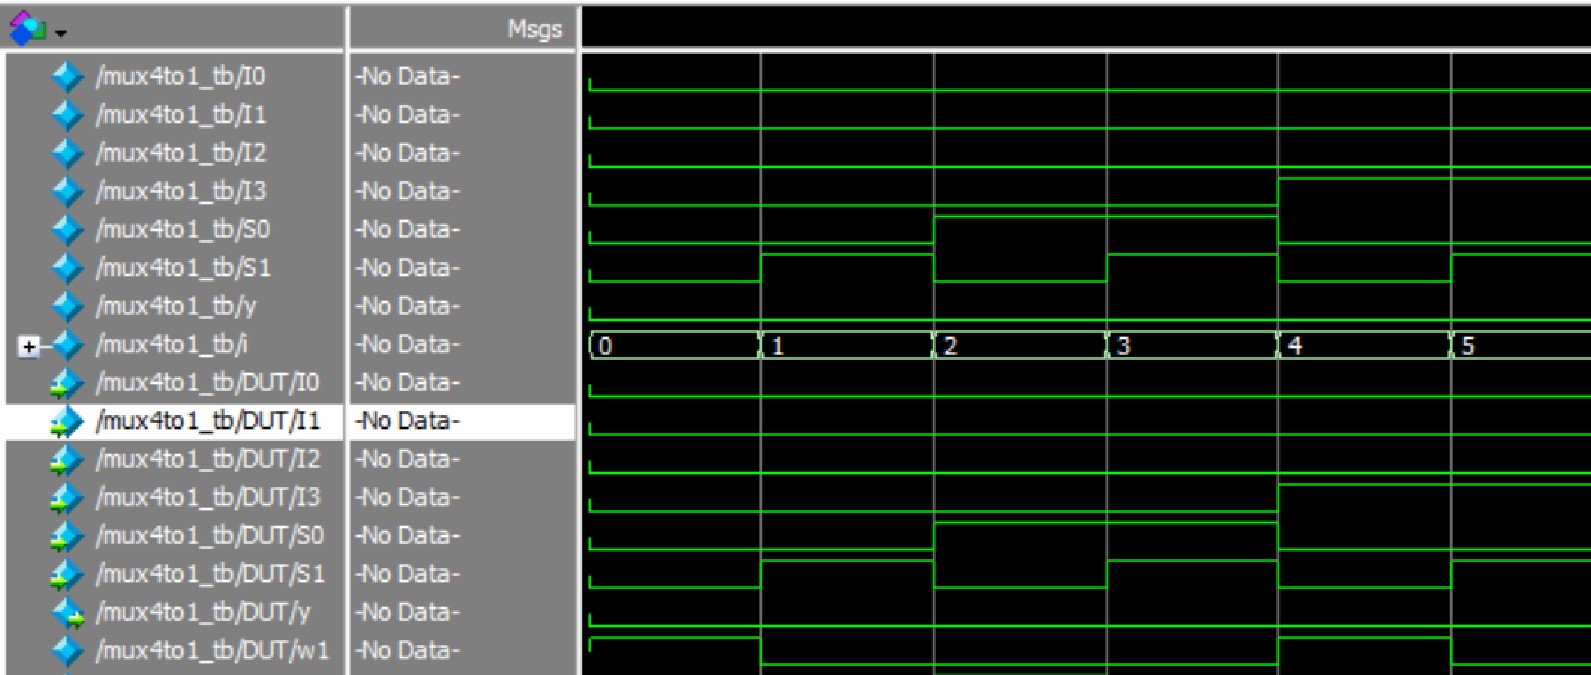 Msgs
/mux4to1_tb/I0 -No Data-
/mux4to1_tb/I1 -No Data-
/mux4to1_tb/I2 -No Data-
/mux4to1_tb/I3 -No Data-
/mux4to1_tb/S0 -No Data-
/mux4to1_tb/S1 -No Data-
/mux4to1_tb/y -No Data-
/mux4to1_tb/i -No Data- 0 1 2 3 4 5
/mux4to1_tb/DUT/I0 -No Data-
/mux4to1_tb/DUT/I1 -No Data-
/mux4to1_tb/DUT/I2 -No Data-
/mux4to1_tb/DUT/I3 -No Data-
/mux4to1_tb/DUT/S0 -No Data-
/mux4to1_tb/DUT/S1 -No Data-
/mux4to1_tb/DUT/y -No Data-
/mux4to1_tb/DUT/w1 -No Data-